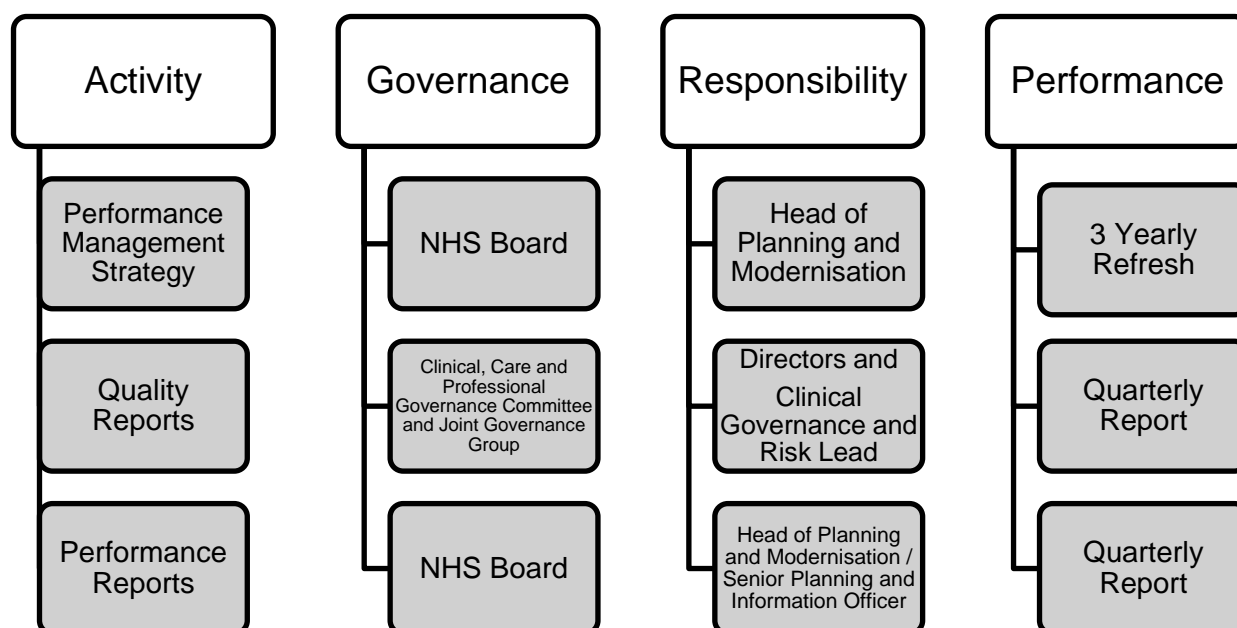 Activity
Governance
Responsibility
Performance
Performance
Management
Strategy
NHS Board
Head of
Planning and
Modernisation
3 Yearly
Refresh
Quality
Reports
Clinical, Care and
Professional
Governance Committee
and Joint Governance
Group
Directors and
Clinical
Governance and
Risk Lead
Quarterly
Report
Performance
Reports
NHS Board
Head of Planning
and Modernisation /
Senior Planning and
Information Officer
Quarterly
Report